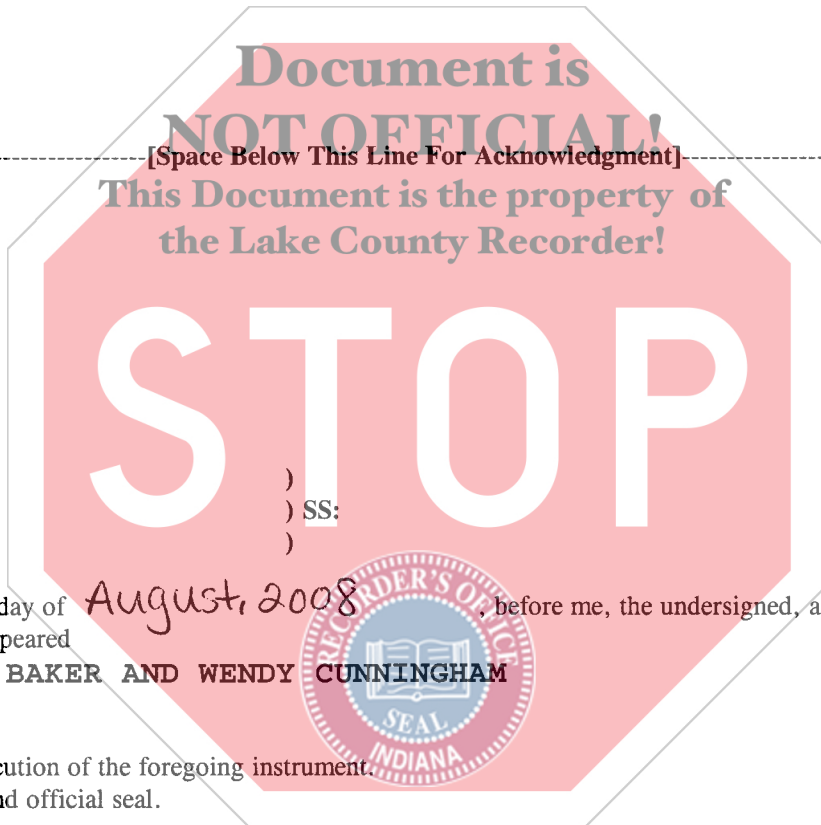 Document is
NOT OFFICIAL!
[Space Below This Line For Acknowledgment]
This Document is the property of
the Lake County Recorder!
STOP
)
) SS:
)
day of August, 2008 , before me, the undersigned, a
peared
BAKER AND WENDY CUNNINGHAM
RECORDER'S OFFICE
SEAL
INDIANA
cution of the foregoing instrument.
nd official seal.